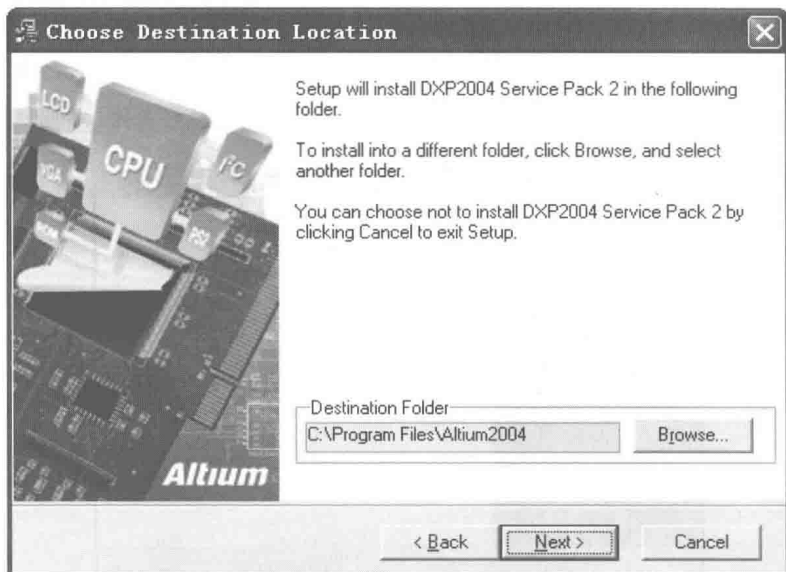 Choose Destination Location
LCD
CPU
I²C
VGA
PS2
Setup will install DXP2004 Service Pack 2 in the following
folder.
To install into a different folder, click Browse, and select
another folder.
You can choose not to install DXP2004 Service Pack 2 by
clicking Cancel to exit Setup.
Destination Folder
C:\Program Files\Altium2004
Browse...
Altium
< Back
Next >
Cancel